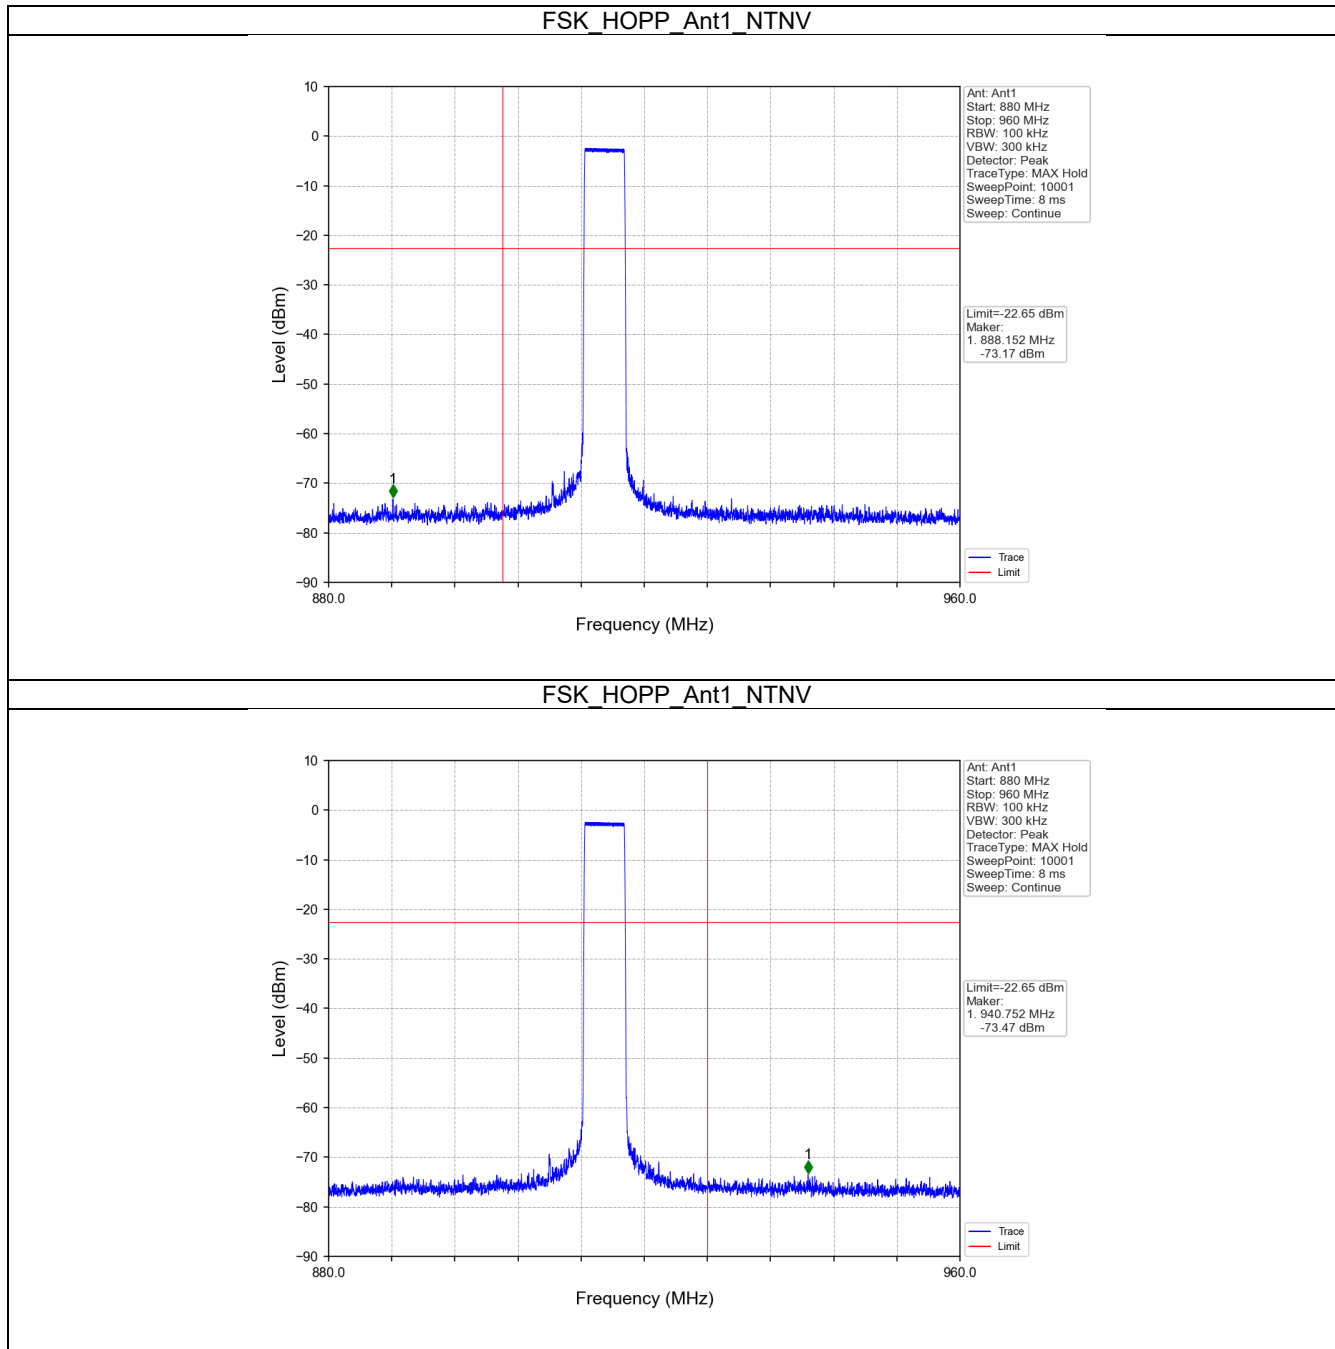 FSK_HOPP_Ant1_NTNV
10
0
−10
−20
−30
−40
−50
−60
−70
−80
−90
Level (dBm)
1
880.0
960.0
Frequency (MHz)
Ant: Ant1
Start: 880 MHz
Stop: 960 MHz
RBW: 100 kHz
VBW: 300 kHz
Detector: Peak
TraceType: MAX Hold
SweepPoint: 10001
SweepTime: 8 ms
Sweep: Continue
Limit=-22.65 dBm
Maker:
1. 888.152 MHz
-73.17 dBm
Trace
Limit
FSK_HOPP_Ant1_NTNV
10
0
−10
−20
−30
−40
−50
−60
−70
−80
−90
Level (dBm)
1
880.0
960.0
Frequency (MHz)
Ant: Ant1
Start: 880 MHz
Stop: 960 MHz
RBW: 100 kHz
VBW: 300 kHz
Detector: Peak
TraceType: MAX Hold
SweepPoint: 10001
SweepTime: 8 ms
Sweep: Continue
Limit=-22.65 dBm
Maker:
1. 940.752 MHz
-73.47 dBm
Trace
Limit